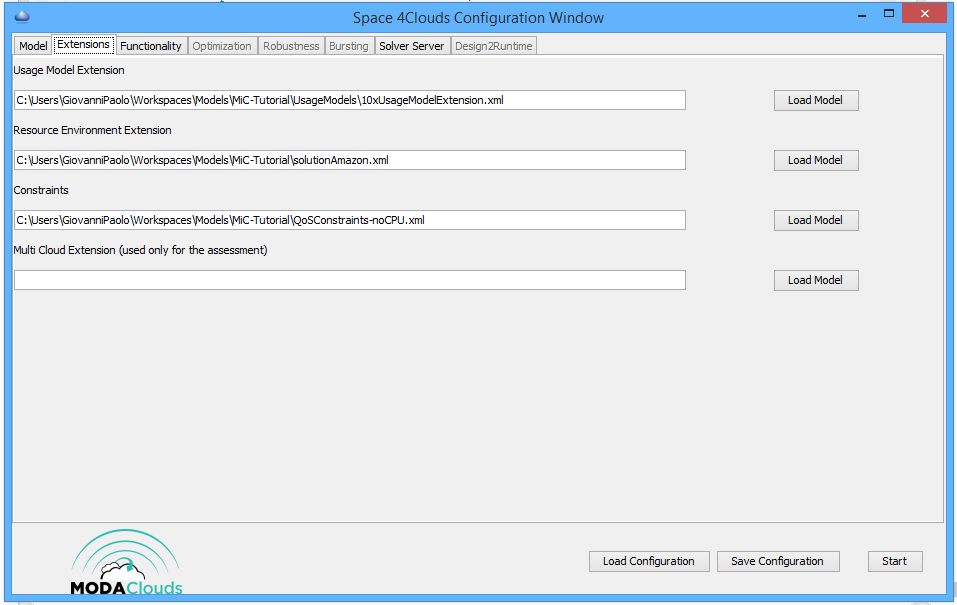 Space 4Clouds Configuration Window
Model Extensions Functionality Optimization Robustness Bursting Solver Server Design2Runtime
Usage Model Extension
C:\Users\GiovanniPaolo\Workspaces\Models\MiC-Tutorial\UsageModels\10xUsageModelExtension.xml Load Model
Resource Environment Extension
C:\Users\GiovanniPaolo\Workspaces\Models\MiC-Tutorial\solutionAmazon.xml Load Model
Constraints
C:\Users\GiovanniPaolo\Workspaces\Models\MiC-Tutorial\QoSConstraints-noCPU.xml Load Model
Multi Cloud Extension (used only for the assessment)
Load Model
Load Configuration Save Configuration Start
MODAClouds